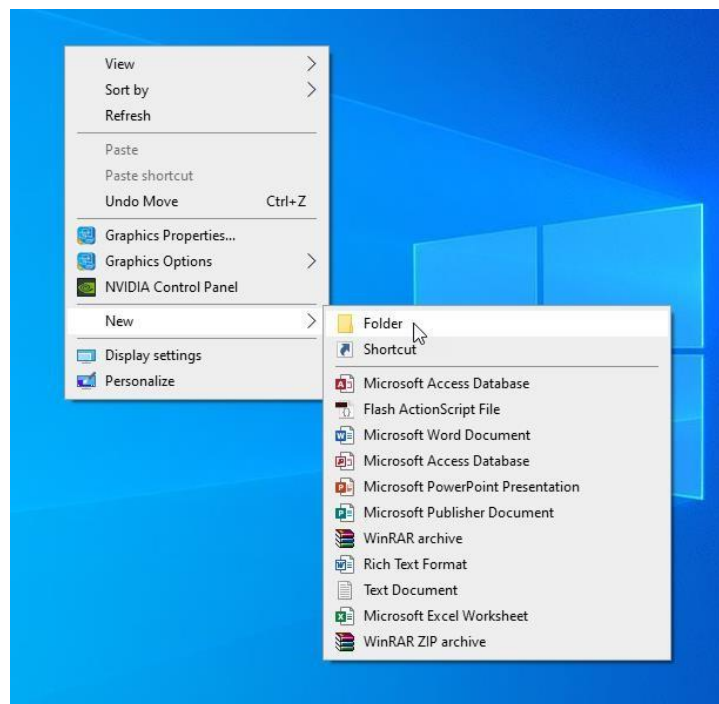 View
Sort by
Refresh
Paste
Paste shortcut
Undo Move Ctrl+Z
Graphics Properties...
Graphics Options
NVIDIA Control Panel
New
Display settings
Personalize
Folder
Shortcut
Microsoft Access Database
Flash ActionScript File
Microsoft Word Document
Microsoft Access Database
Microsoft PowerPoint Presentation
Microsoft Publisher Document
WinRAR archive
Rich Text Format
Text Document
Microsoft Excel Worksheet
WinRAR ZIP archive